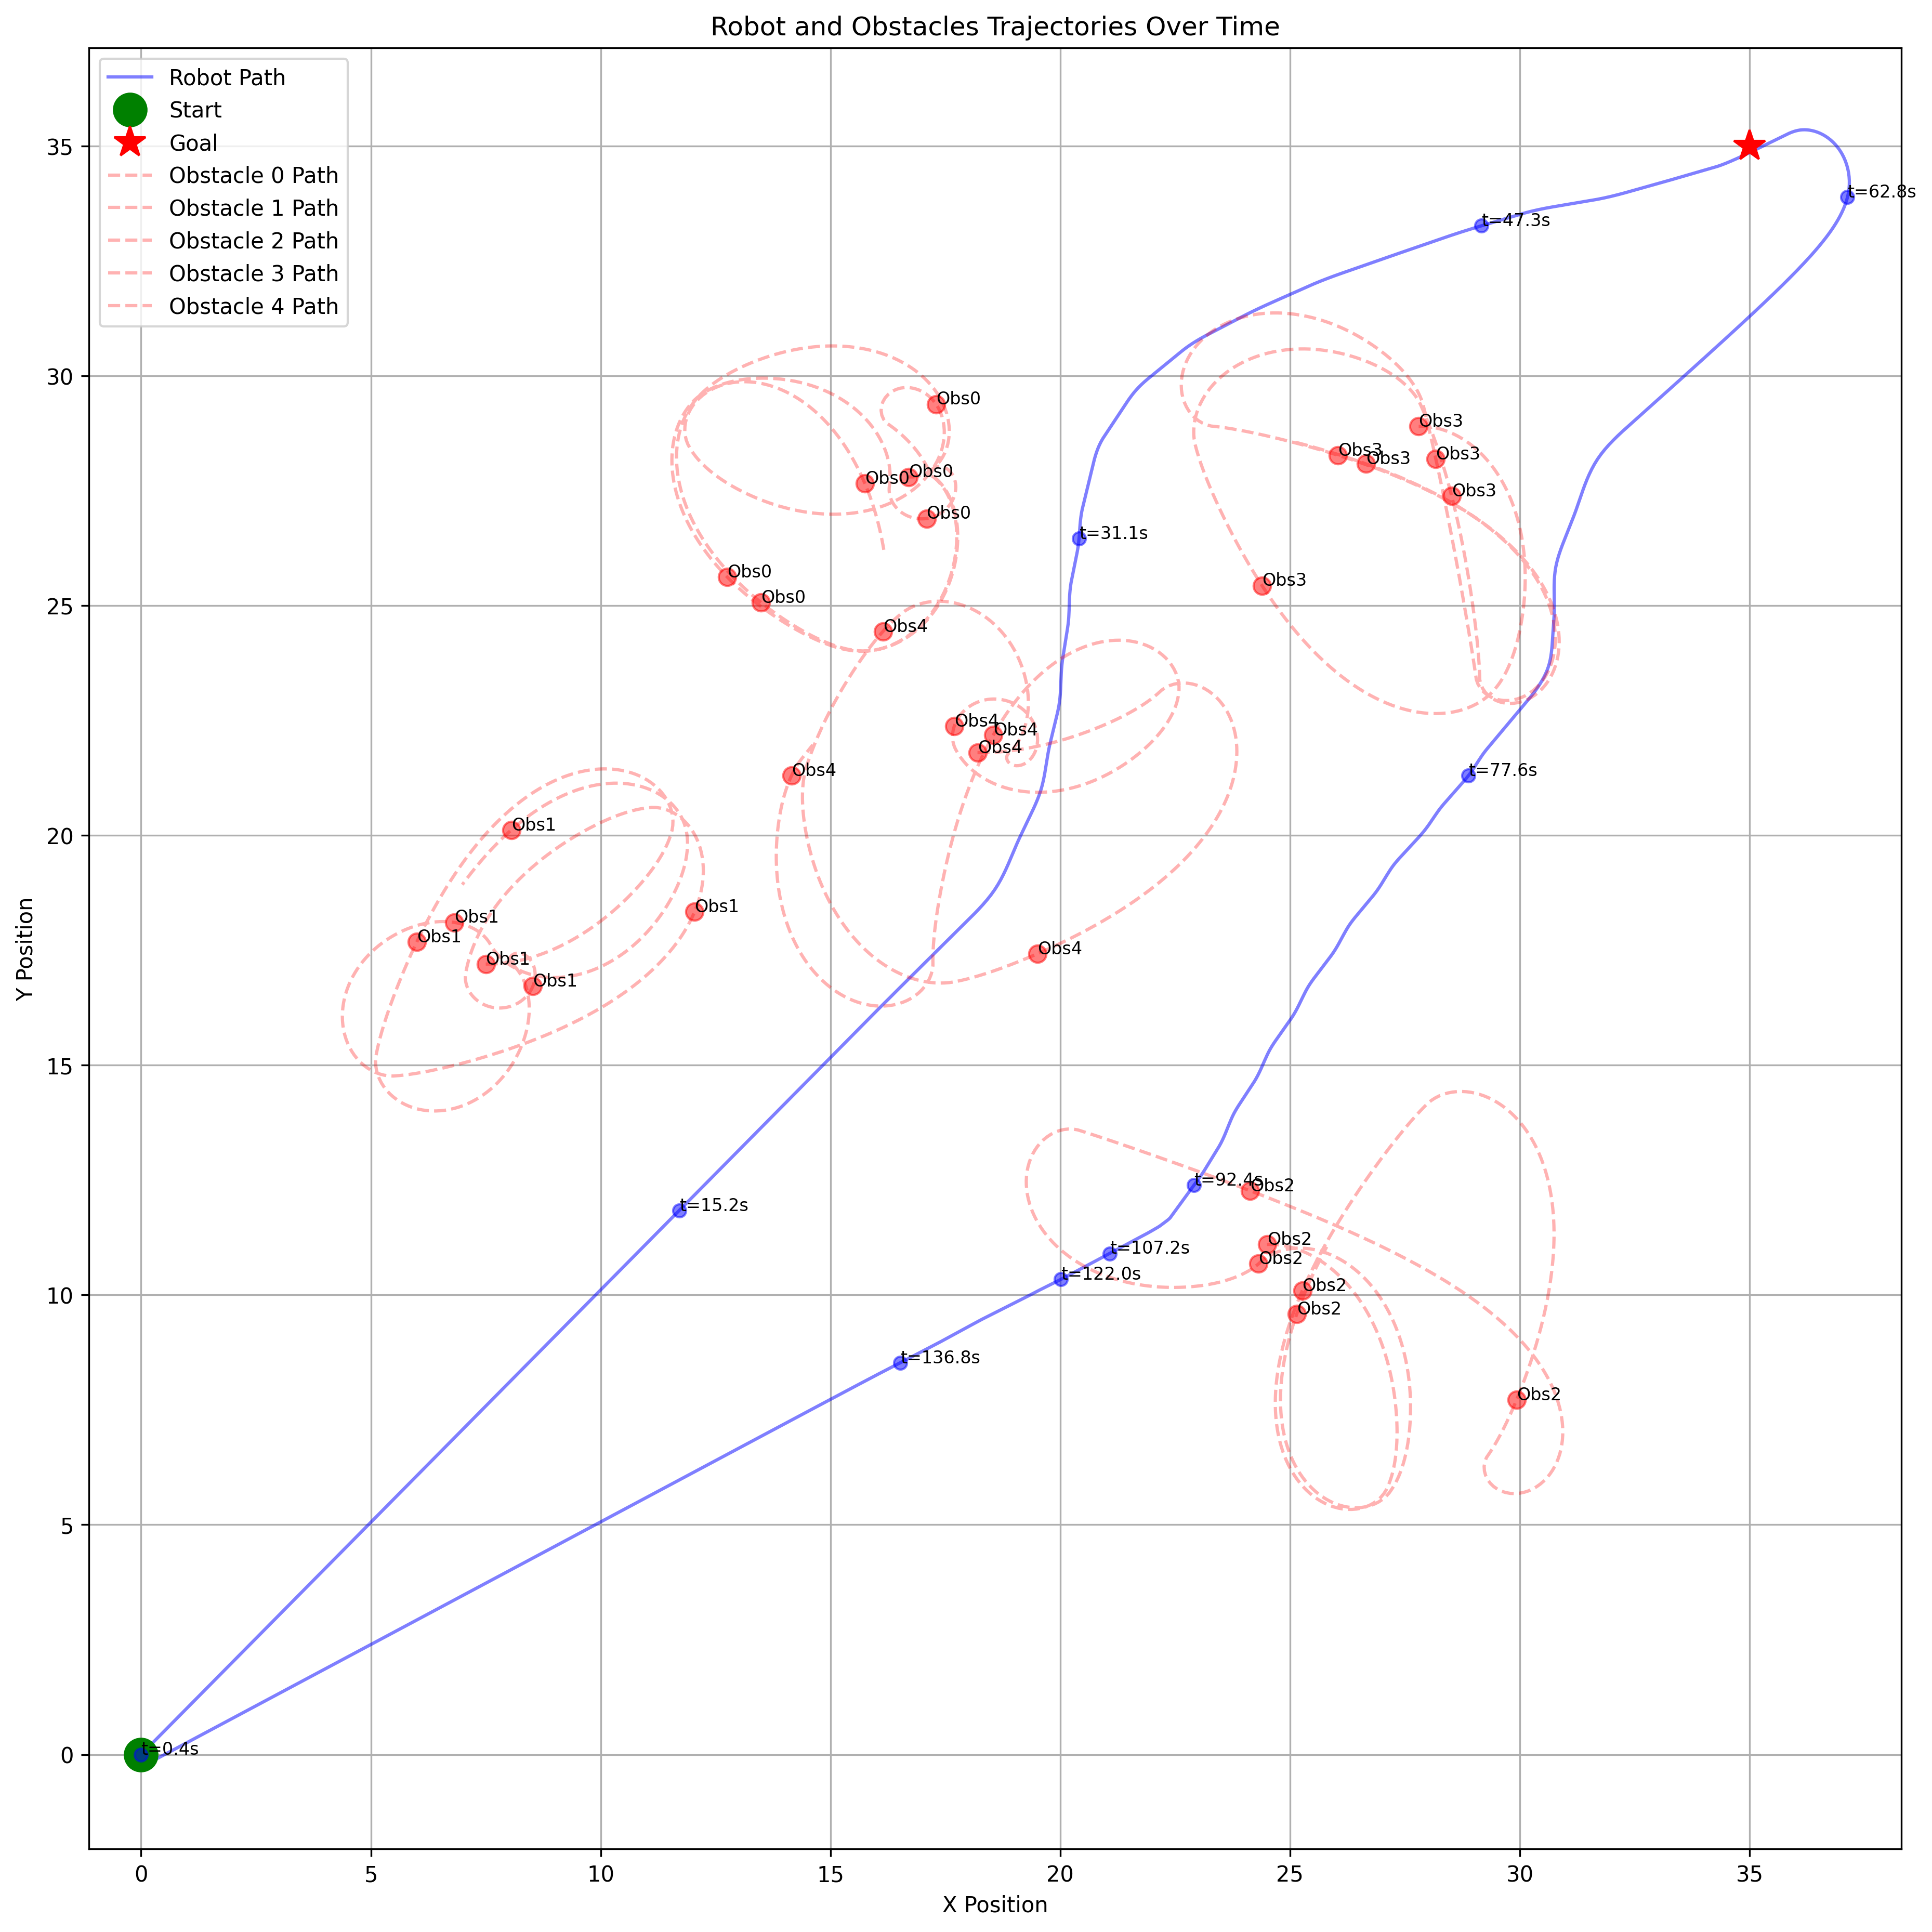 Robot and Obstacles Trajectories Over Time
Robot Path
Start
Goal
Obstacle 0 Path
Obstacle 1 Path
Obstacle 2 Path
Obstacle 3 Path
Obstacle 4 Path
35
30
25
20
15
10
5
0
Y Position
t=62.8s
t=47.3s
Obs0
Obs3
Obs3
Obs3
Obs3
Obs0
Obs0
Obs3
Obs0
t=31.1s
Obs0
Obs3
Obs0
Obs4
Obs4
Obs4
Obs4
Obs4
t=77.6s
Obs1
Obs1
Obs1
Obs1
Obs4
Obs1
Obs1
t=92.4s
Obs2
t=15.2s
Obs2
t=107.2s
Obs2
t=122.0s
Obs2
Obs2
t=136.8s
Obs2
t=0.4s
0
5
10
15
20
25
30
35
X Position